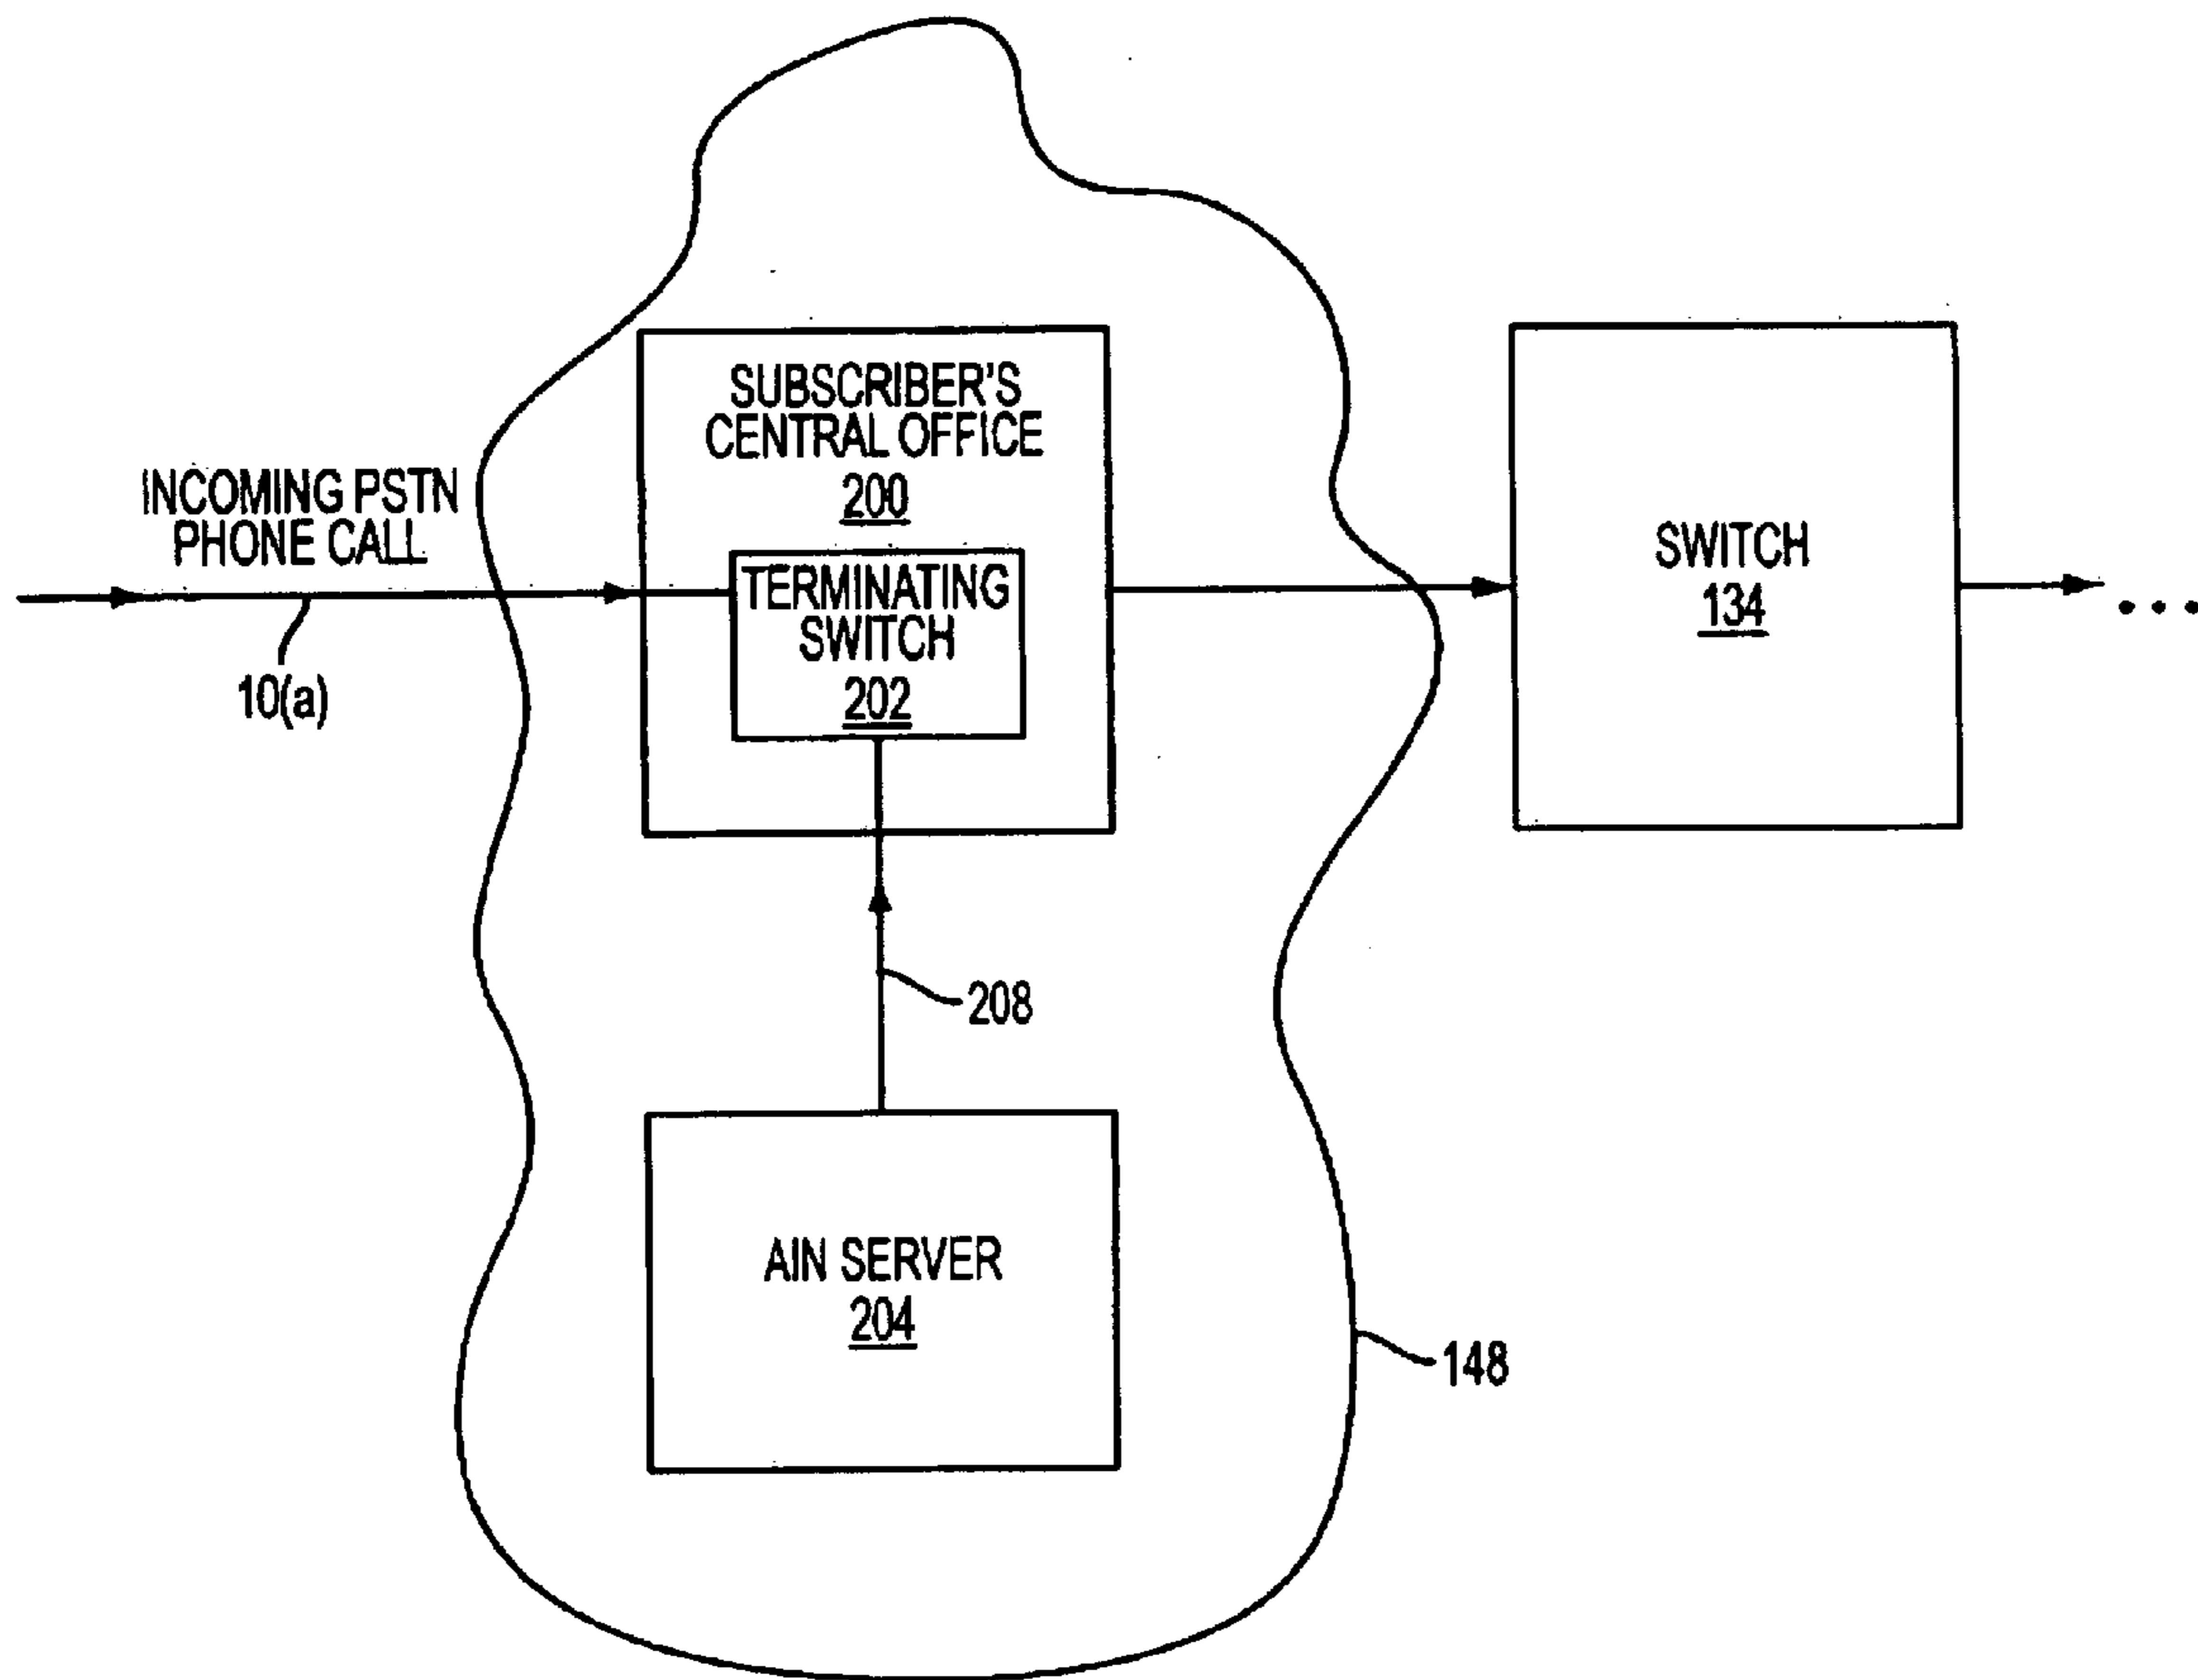 SUBSCRIBER'S
CENTRAL OFFICE
200
INCOMING PSTN
PHONE CALL
10(a)
TERMINATING
SWITCH
202
SWITCH
134
...
208
AIN SERVER
204
148